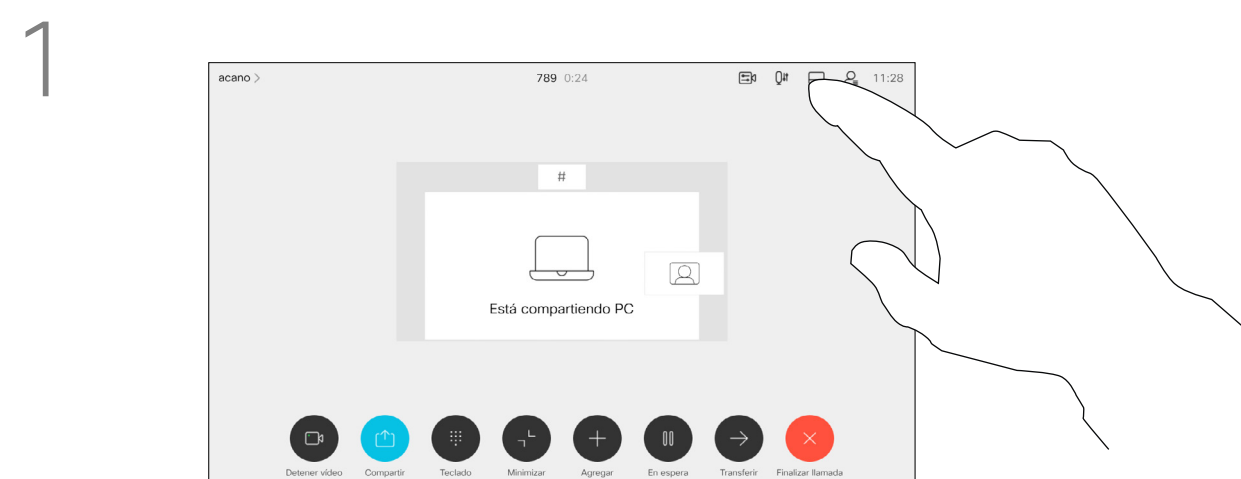 1
acano >
789 0:24
11:28
#
Está compartiendo PC
Detener vídeo
Compartir
Teclado
Minimizar
Agregar
En espera
Transferir
Finalizar llamada